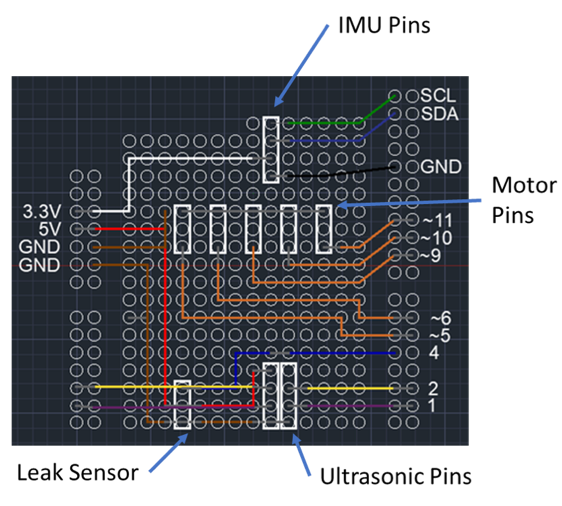 IMU Pins
SCL
SDA
GND
Motor
Pins
3.3V
5V
GND
GND
~11
~10
~9
~6
~5
4
2
1
Leak Sensor
Ultrasonic Pins